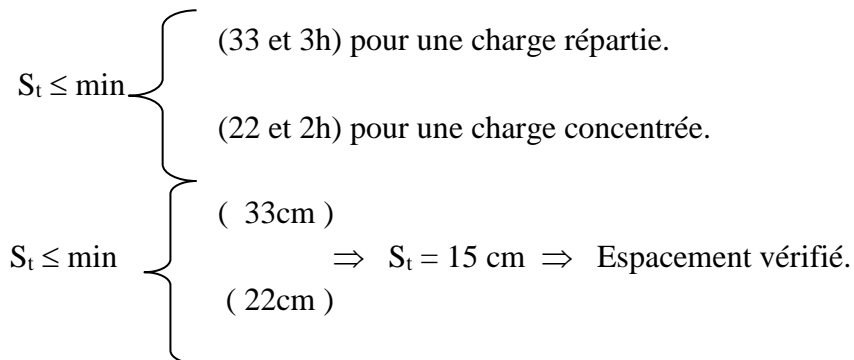 (33 et 3h) pour une charge répartie.
St ≤ min
(22 et 2h) pour une charge concentrée.
( 33cm )
St ≤ min ⇒ St = 15 cm ⇒ Espacement vérifié.
( 22cm )